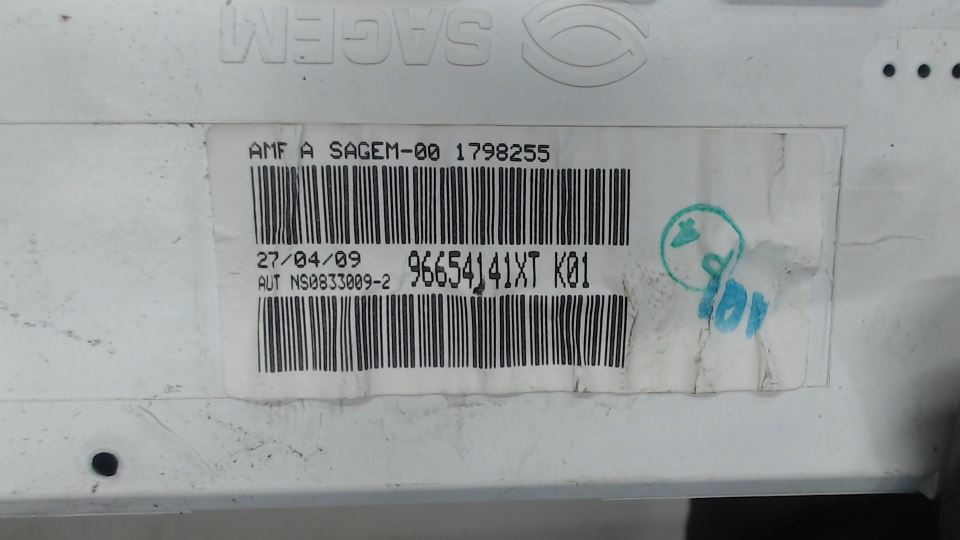 SAGEM
AMF A SAGEM-00 1798255
27/04/09
AUT NS0833009-2
96654141XT K01